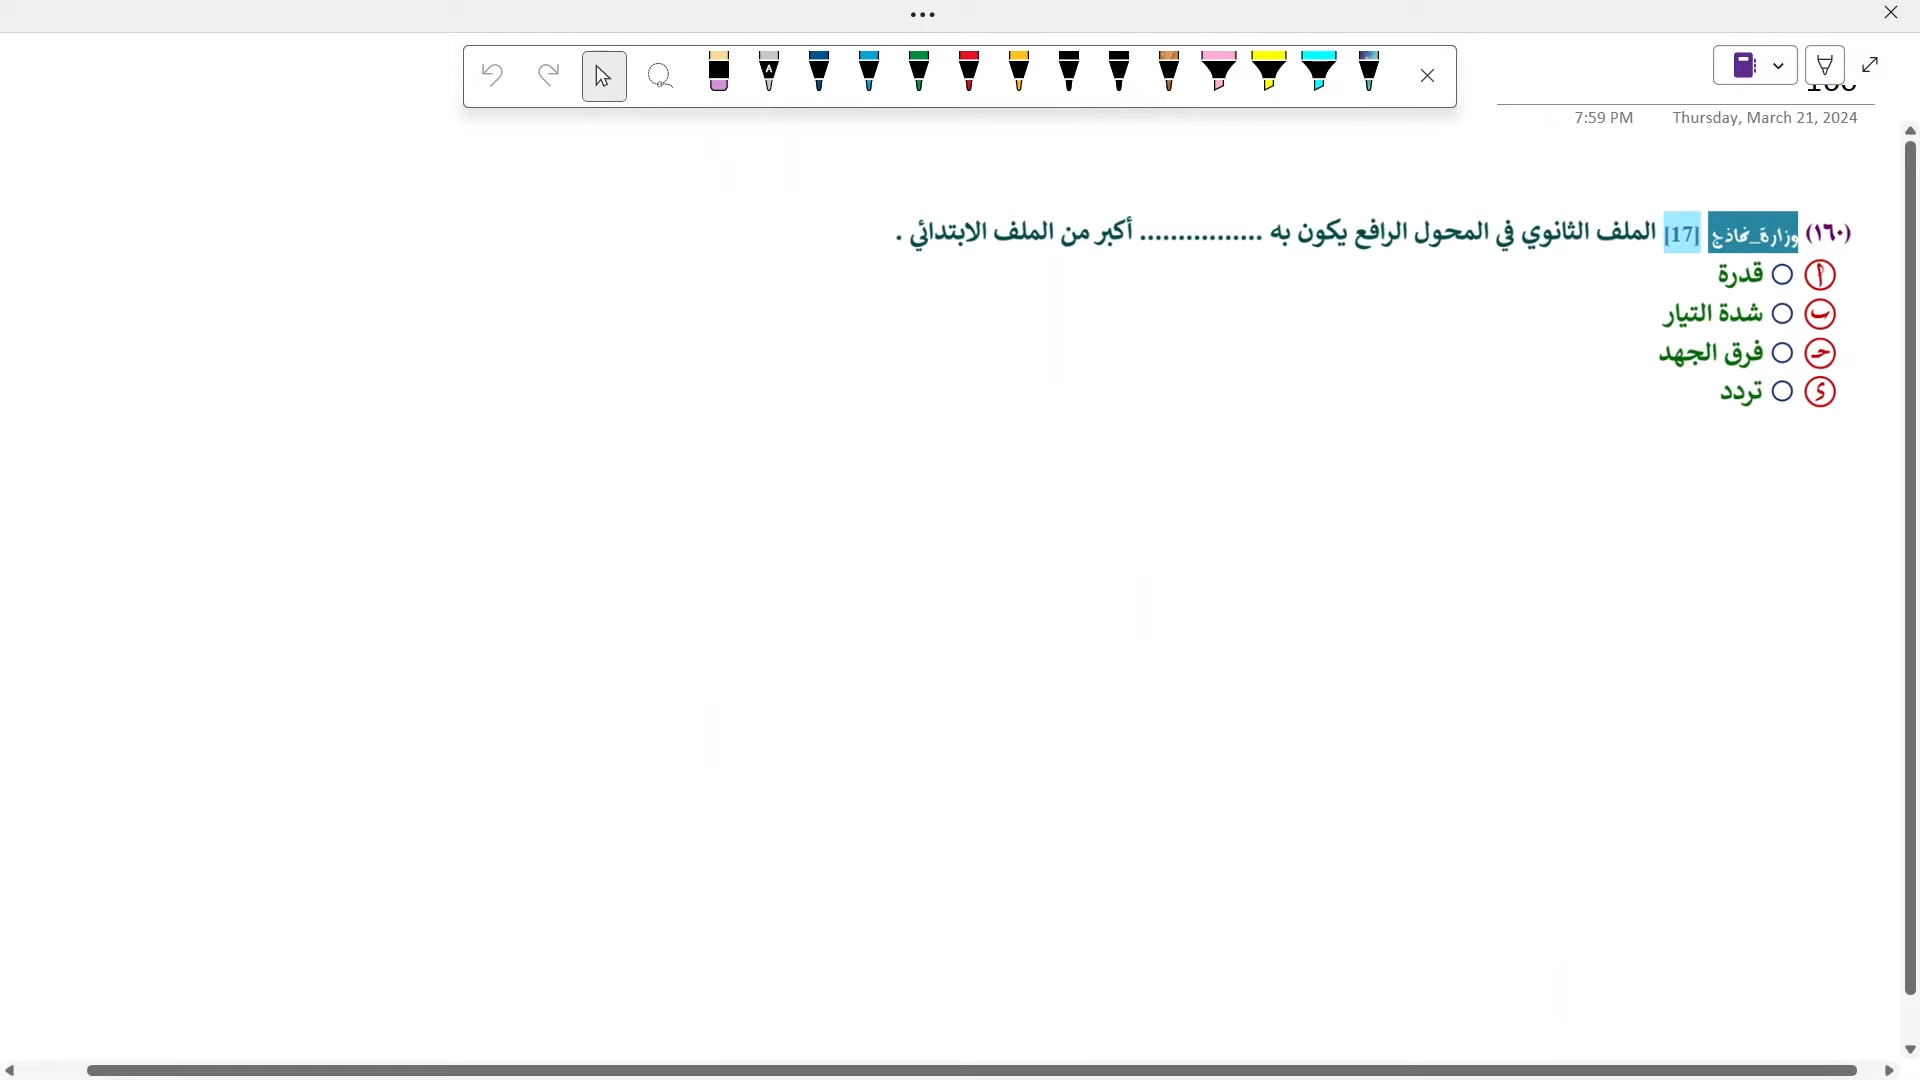 7:59 PM Thursday, March 21, 2024
(١٦٠) وزارة_نماذج [17] الملف الثانوي في المحول الرافع يكون به ................ أكبر من الملف الابتدائي .
أ قدرة
ب شدة التيار
حـ فرق الجهد
د تردد